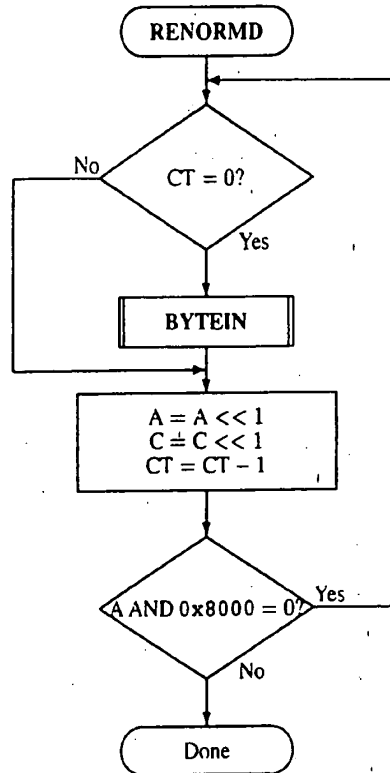 RENORMD
No
CT = 0?
Yes
BYTEIN
A = A << 1
C = C << 1
CT = CT − 1
A AND 0x8000 = 0?
Yes
No
Done